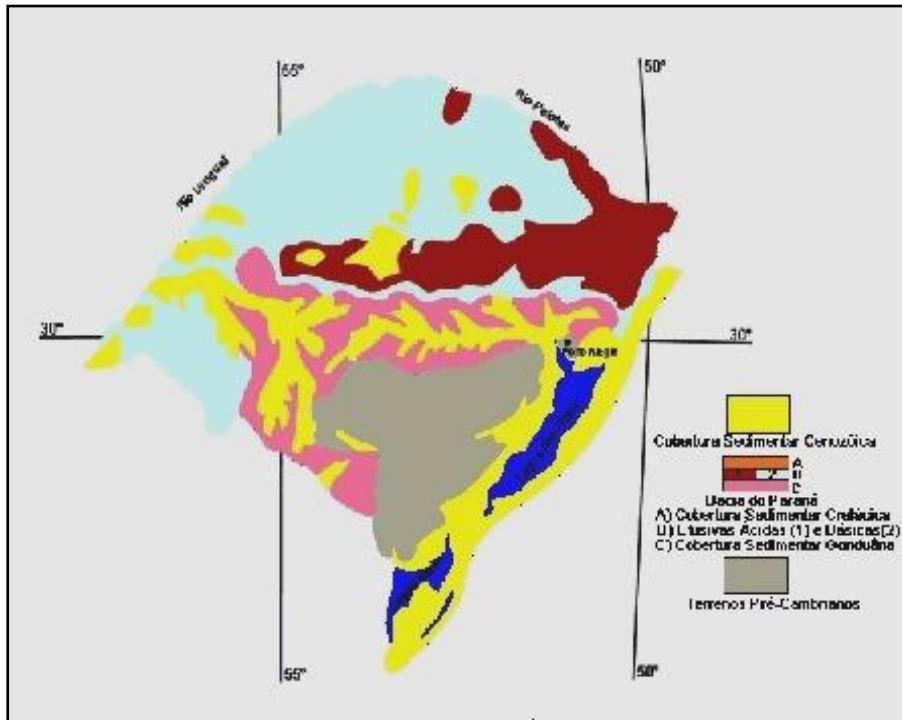 55°
50°
Rio Pelotas
Rio Uruguai
30°
30°
Porto Alegre
Cobertura Sedimentar Cenozóica
A
B
C
Bacia do Paraná
A) Cobertura Sedimentar Cretácica
B) Efusivas Ácidas (1) e Básicas[2]
C) Cobertura Sedimentar Gonduâna
Terrenos Pré-Cambrianos
55°
50°